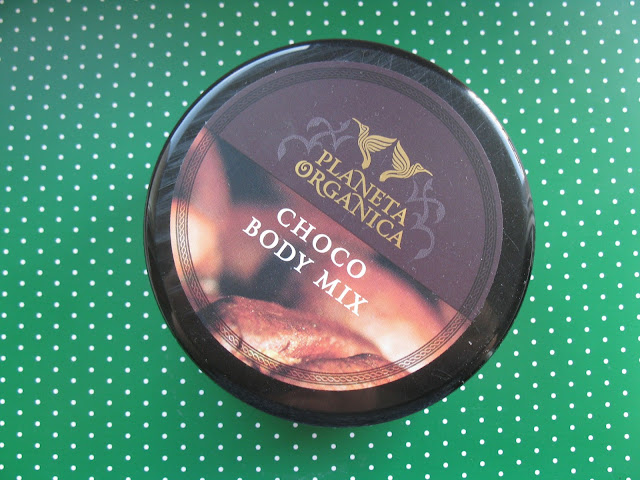 PLANETA
ORGANICA
CHOCO
BODY MIX